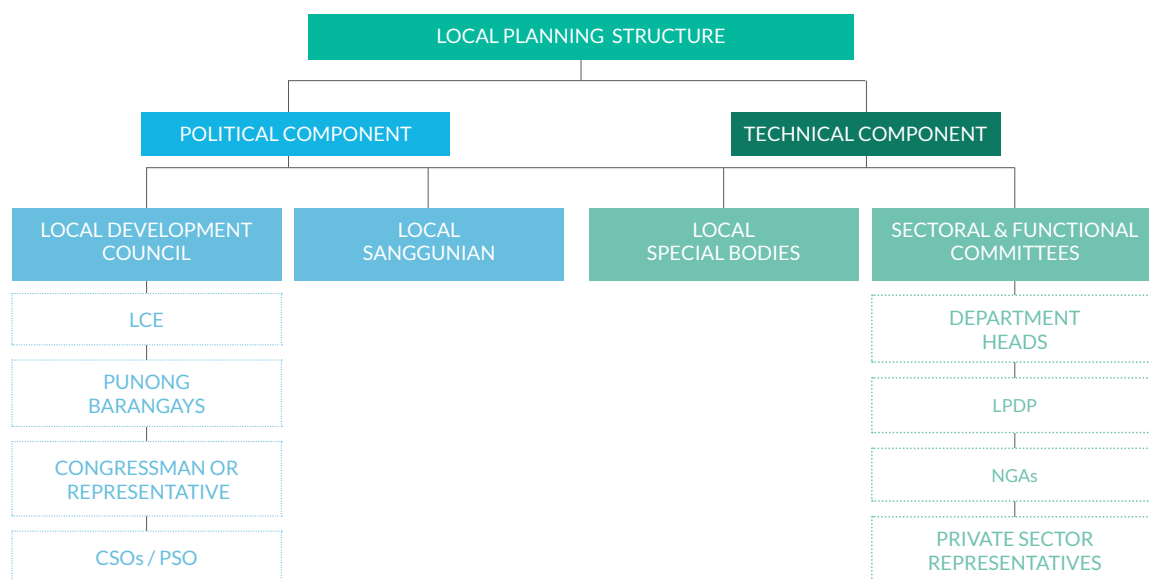 LOCAL PLANNING STRUCTURE
POLITICAL COMPONENT
TECHNICAL COMPONENT
LOCAL DEVELOPMENT
COUNCIL
LOCAL
SANGGUNIAN
LOCAL
SPECIAL BODIES
SECTORAL & FUNCTIONAL
COMMITTEES
LCE
PUNONG
BARANGAYS
CONGRESSMAN OR
REPRESENTATIVE
CSOs / PSO
DEPARTMENT
HEADS
LPDP
NGAs
PRIVATE SECTOR
REPRESENTATIVES